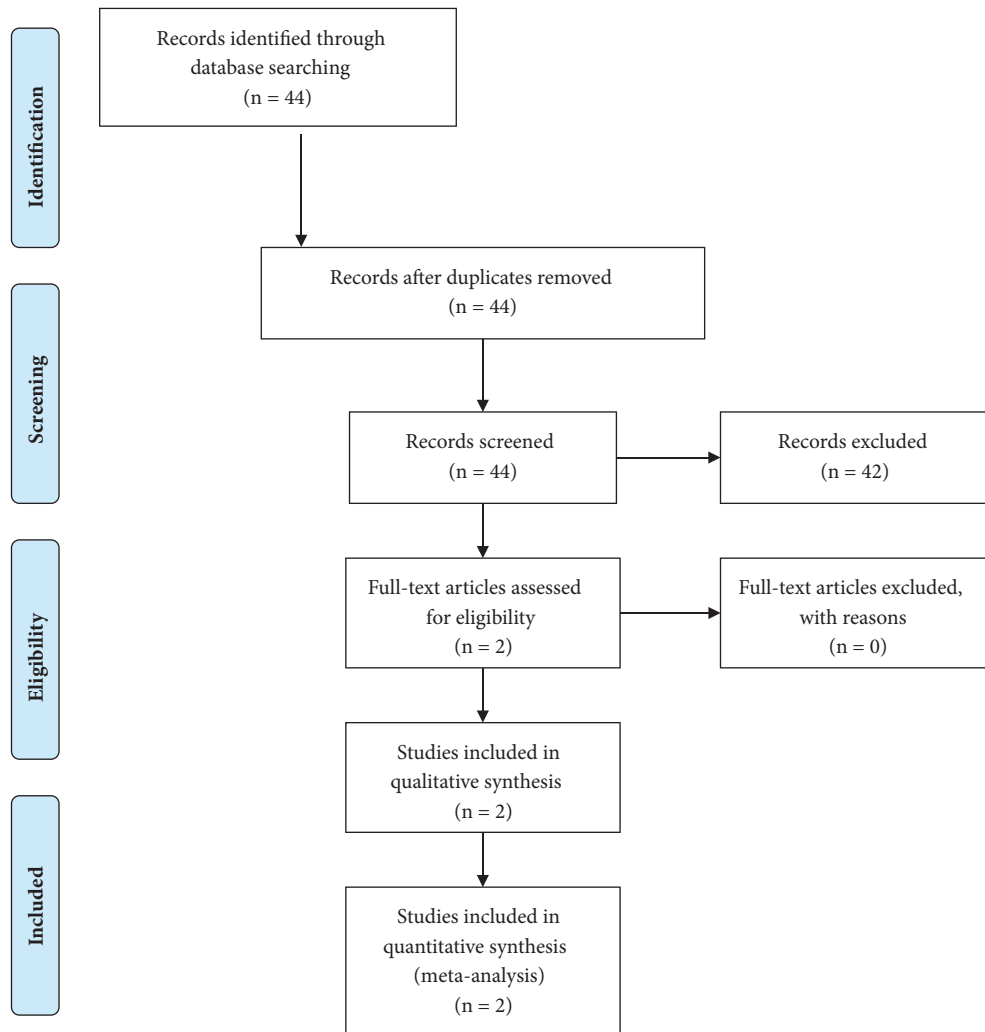 Identification
Records identified through
database searching
(n = 44)
Records after duplicates removed
(n = 44)
Screening
Records screened
(n = 44)
Records excluded
(n = 42)
Eligibility
Full-text articles assessed
for eligibility
(n = 2)
Full-text articles excluded,
with reasons
(n = 0)
Studies included in
qualitative synthesis
(n = 2)
Included
Studies included in
quantitative synthesis
(meta-analysis)
(n = 2)